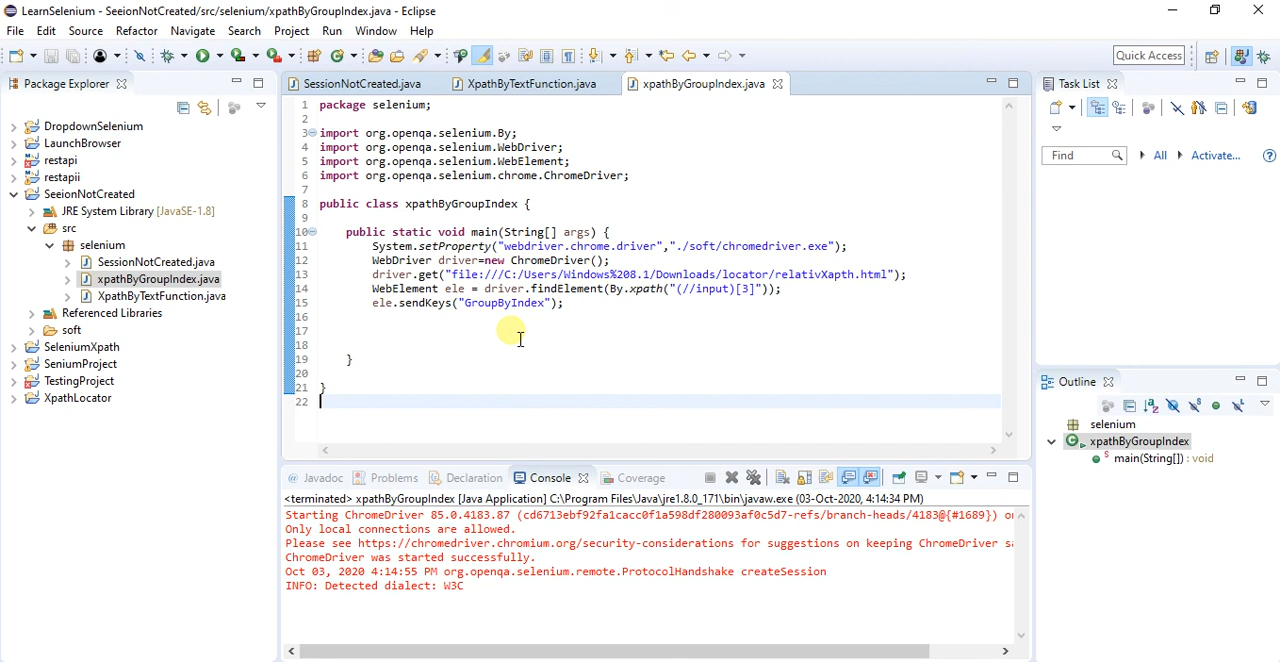 LearnSelenium - SeeionNotCreated/src/selenium/xpathByGroupIndex.java - Eclipse
File Edit Source Refactor Navigate Search Project Run Window Help
Quick Access
Package Explorer
SessionNotCreated.java XpathByTextFunction.java xpathByGroupIndex.java
Task List
DropdownSelenium
LaunchBrowser
restapi
restapii
SeeionNotCreated
JRE System Library [JavaSE-1.8]
src
selenium
SessionNotCreated.java
xpathByGroupIndex.java
XpathByTextFunction.java
Referenced Libraries
soft
SeleniumXpath
SeniumProject
TestingProject
XpathLocator
1 package selenium;
2
3 import org.openqa.selenium.By;
4 import org.openqa.selenium.WebDriver;
5 import org.openqa.selenium.WebElement;
6 import org.openqa.selenium.chrome.ChromeDriver;
7
8 public class xpathByGroupIndex {
9
10 public static void main(String[] args) {
11 System.setProperty("webdriver.chrome.driver","./soft/chromedriver.exe");
12 WebDriver driver=new ChromeDriver();
13 driver.get("file:///C:/Users/Windows%208.1/Downloads/locator/relativXapth.html");
14 WebElement ele = driver.findElement(By.xpath("(//input)[3]"));
15 ele.sendKeys("GroupByIndex");
16
17
18
19 }
20
21 }
22
Find All Activate...
Outline
selenium
xpathByGroupIndex
main(String[]) : void
@ Javadoc Problems Declaration Console Coverage
<terminated> xpathByGroupIndex [Java Application] C:\Program Files\Java\jre1.8.0_171\bin\javaw.exe (03-Oct-2020, 4:14:34 PM)
Starting ChromeDriver 85.0.4183.87 (cd6713ebf92fa1cacc0f1a598df280093af0c5d7-refs/branch-heads/4183@{#1689}) o
Only local connections are allowed.
Please see https://chromedriver.chromium.org/security-considerations for suggestions on keeping ChromeDriver sa
ChromeDriver was started successfully.
Oct 03, 2020 4:14:55 PM org.openqa.selenium.remote.ProtocolHandshake createSession
INFO: Detected dialect: W3C